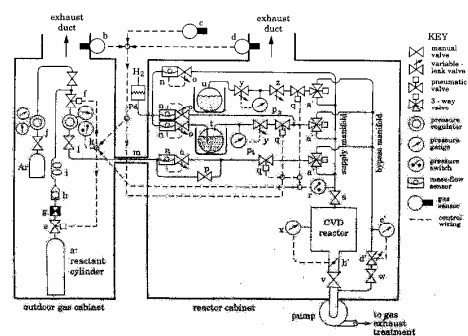 exhaust
duct
exhaust
duct
b
c
d
KEY
manual
valve
variable-
leak valve
pneumatic
valve
3-way
valve
pressure
regulator
pressure
gauge
pressure
switch
mass-flow
sensor
gas
sensor
control
wiring
H2
f
j
l
Ar
i
h
g
e
m
n
o
u
t
y
z
q
p
a
r
s
x
v
w
supply manifold
bypass manifold
CVD
reactor
a:
reactant
cylinder
outdoor gas cabinet
reactor cabinet
pump
to gas
exhaust
treatment